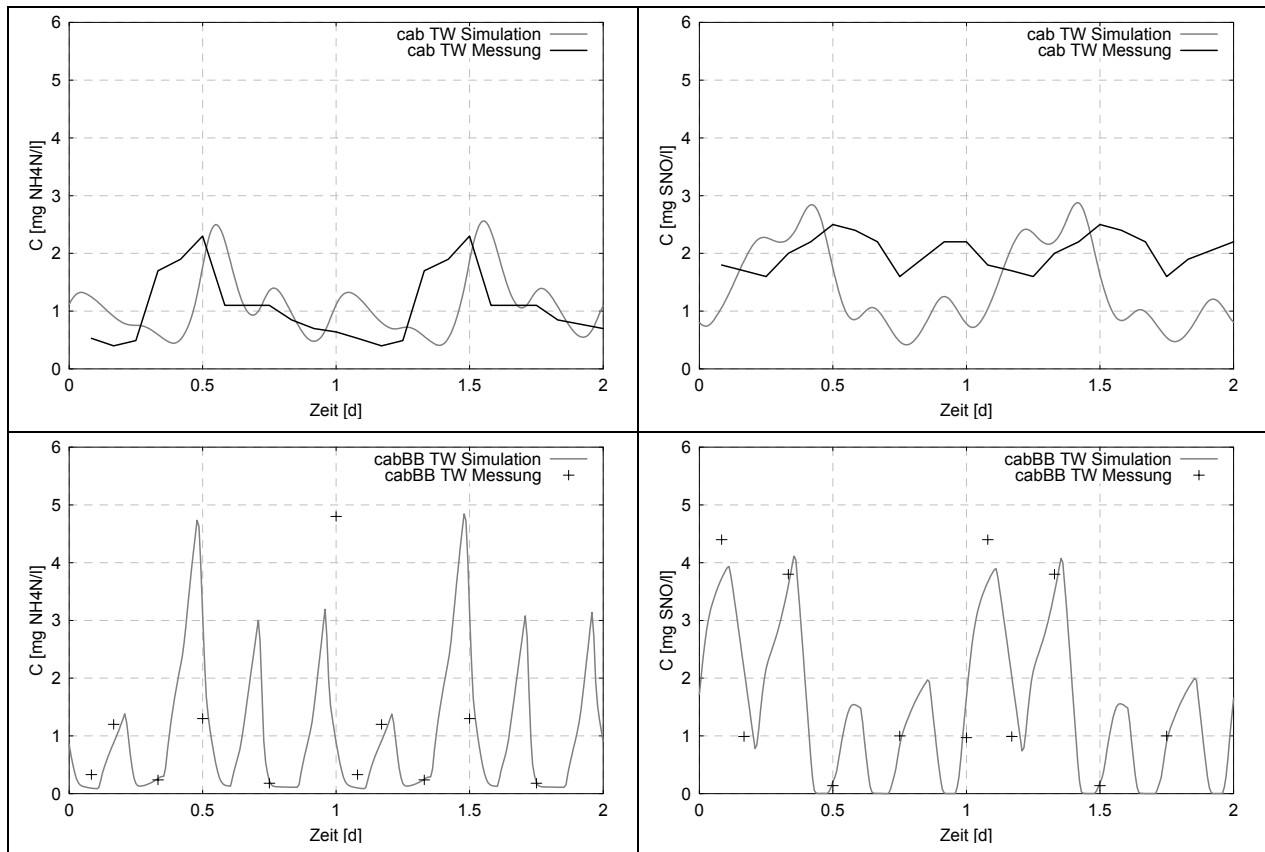 cab TW Simulation
cab TW Messung
C [mg NH4N/l]
6
5
4
3
2
1
0
0 0.5 1 1.5 2
Zeit [d]
cab TW Simulation
cab TW Messung
C [mg SNO/l]
6
5
4
3
2
1
0
0 0.5 1 1.5 2
Zeit [d]
cabBB TW Simulation
cabBB TW Messung
C [mg NH4N/l]
6
5
4
3
2
1
0
0 0.5 1 1.5 2
Zeit [d]
cabBB TW Simulation
cabBB TW Messung
C [mg SNO/l]
6
5
4
3
2
1
0
0 0.5 1 1.5 2
Zeit [d]